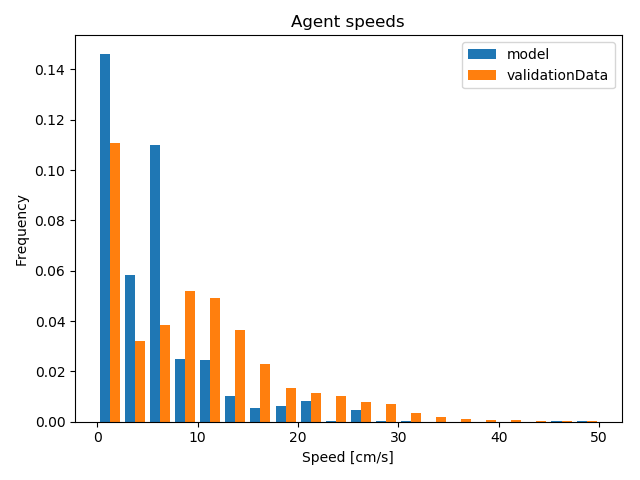 Agent speeds
model
validationData
Frequency
0.14
0.12
0.10
0.08
0.06
0.04
0.02
0.00
0 10 20 30 40 50
Speed [cm/s]